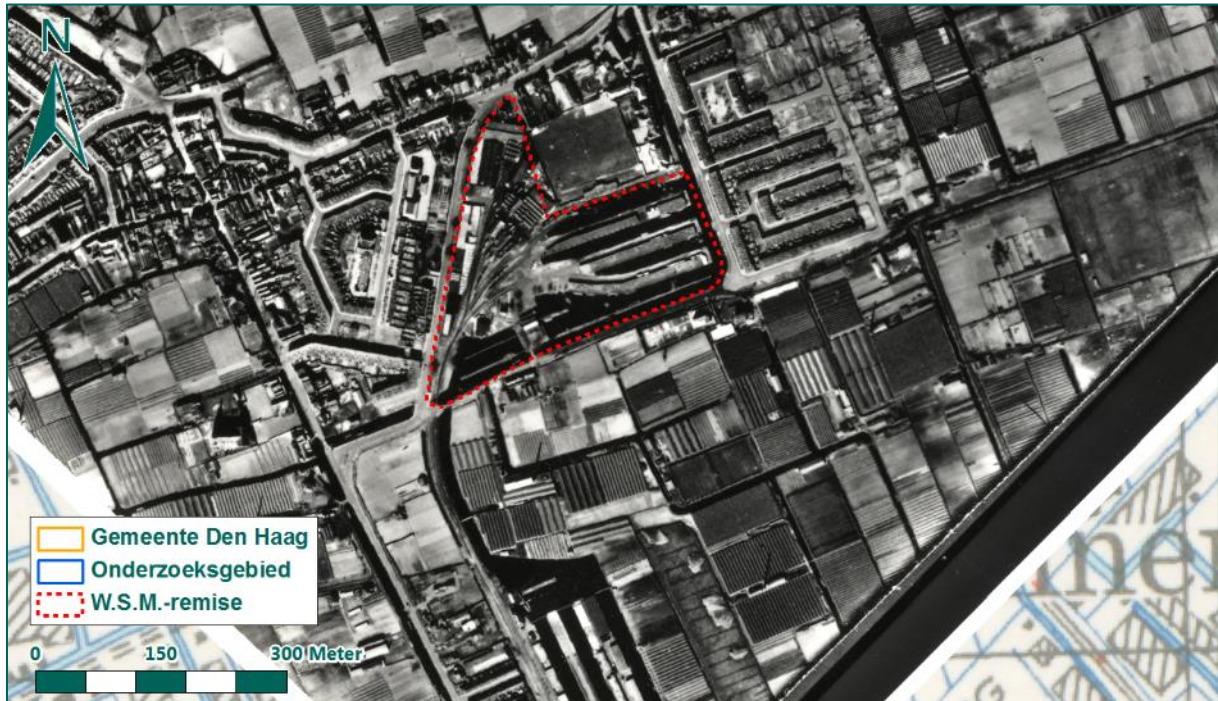 N
Gemeente Den Haag
Onderzoeksgebied
W.S.M.-remise
0 150 300 Meter